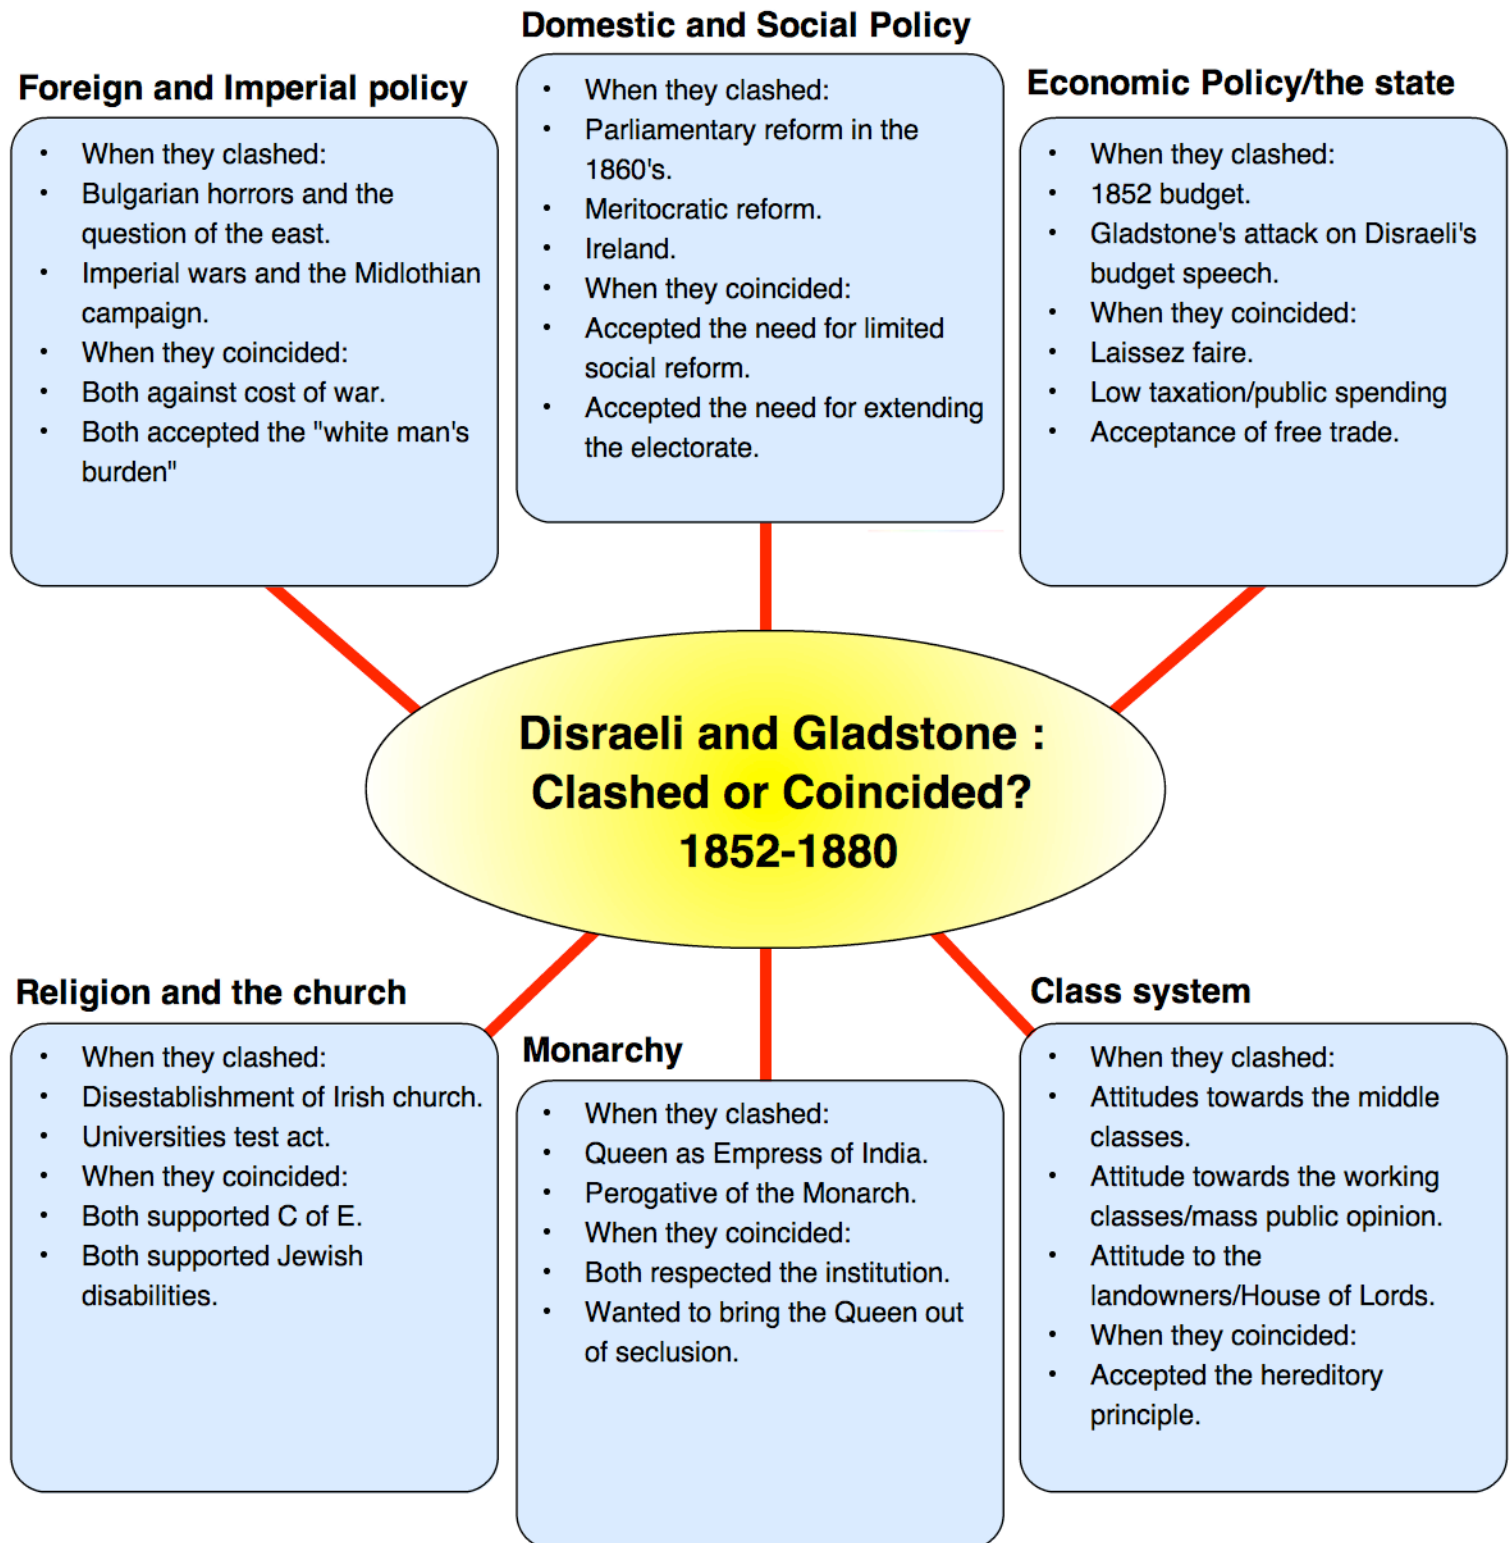 Domestic and Social Policy
Foreign and Imperial policy
Economic Policy/the state
• When they clashed:
• Bulgarian horrors and the
question of the east.
• Imperial wars and the Midlothian
campaign.
• When they coincided:
• Both against cost of war.
• Both accepted the "white man's
burden"
• When they clashed:
• Parliamentary reform in the
1860's.
• Meritocratic reform.
• Ireland.
• When they coincided:
• Accepted the need for limited
social reform.
• Accepted the need for extending
the electorate.
• When they clashed:
• 1852 budget.
• Gladstone's attack on Disraeli's
budget speech.
• When they coincided:
• Laissez faire.
• Low taxation/public spending
• Acceptance of free trade.
Disraeli and Gladstone :
Clashed or Coincided?
1852-1880
Religion and the church
• When they clashed:
• Disestablishment of Irish church.
• Universities test act.
• When they coincided:
• Both supported C of E.
• Both supported Jewish
disabilities.
Monarchy
• When they clashed:
• Queen as Empress of India.
• Perogative of the Monarch.
• When they coincided:
• Both respected the institution.
• Wanted to bring the Queen out
of seclusion.
Class system
• When they clashed:
• Attitudes towards the middle
classes.
• Attitude towards the working
classes/mass public opinion.
• Attitude to the
landowners/House of Lords.
• When they coincided:
• Accepted the hereditory
principle.